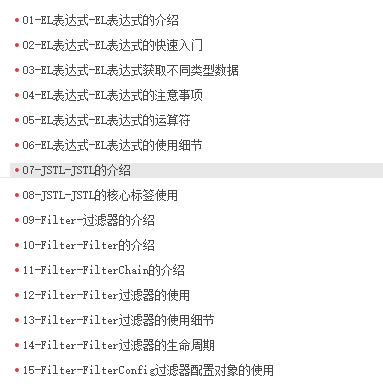 01-EL表达式-EL表达式的介绍
02-EL表达式-EL表达式的快速入门
03-EL表达式-EL表达式获取不同类型数据
04-EL表达式-EL表达式的注意事项
05-EL表达式-EL表达式的运算符
06-EL表达式-EL表达式的使用细节
07-JSTL-JSTL的介绍
08-JSTL-JSTL的核心标签使用
09-Filter-过滤器的介绍
10-Filter-Filter的介绍
11-Filter-FilterChain的介绍
12-Filter-Filter过滤器的使用
13-Filter-Filter过滤器的使用细节
14-Filter-Filter过滤器的生命周期
15-Filter-FilterConfig过滤器配置对象的使用